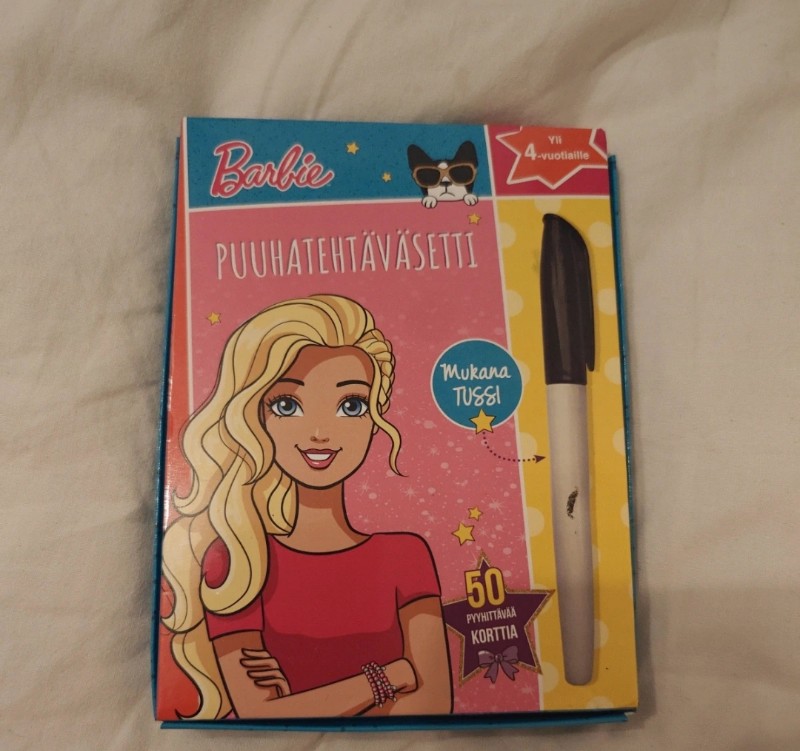 Barbie
Yli
4-vuotiaille
PUUHATEHTÄVÄSETTI
Mukana
TUSSI
50
PYYHITTÄVÄÄ
KORTTIA